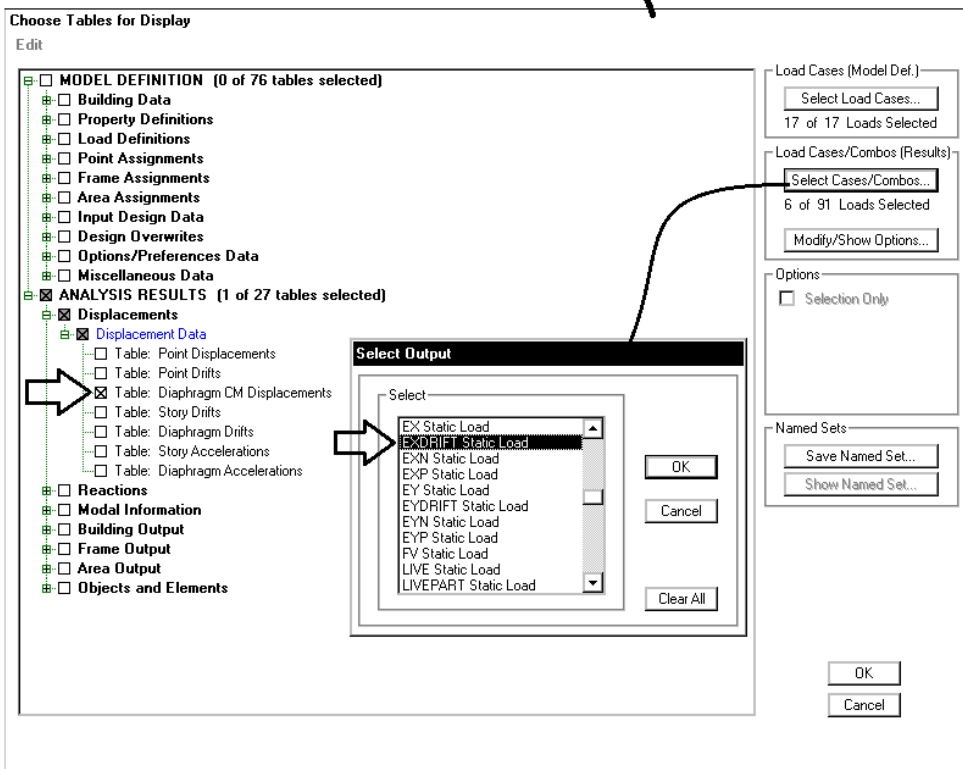 Choose Tables for Display
Edit
MODEL DEFINITION (0 of 76 tables selected)
Building Data
Property Definitions
Load Definitions
Point Assignments
Frame Assignments
Area Assignments
Input Design Data
Design Overwrites
Options/Preferences Data
Miscellaneous Data
ANALYSIS RESULTS (1 of 27 tables selected)
Displacements
Displacement Data
Table: Point Displacements
Table: Point Drifts
Table: Diaphragm CM Displacements
Table: Story Drifts
Table: Diaphragm Drifts
Table: Story Accelerations
Table: Diaphragm Accelerations
Reactions
Modal Information
Building Output
Frame Output
Area Output
Objects and Elements
Select Output
Select
EX Static Load
EXDRIFT Static Load
EXN Static Load
EXP Static Load
EY Static Load
EYDRIFT Static Load
EYN Static Load
EYP Static Load
FV Static Load
LIVE Static Load
LIVEPART Static Load
OK
Cancel
Clear All
Load Cases (Model Def.)
Select Load Cases...
17 of 17 Loads Selected
Load Cases/Combos (Results)
Select Cases/Combos...
6 of 91 Loads Selected
Modify/Show Options...
Options
Selection Only
Named Sets
Save Named Set...
Show Named Set...
OK
Cancel